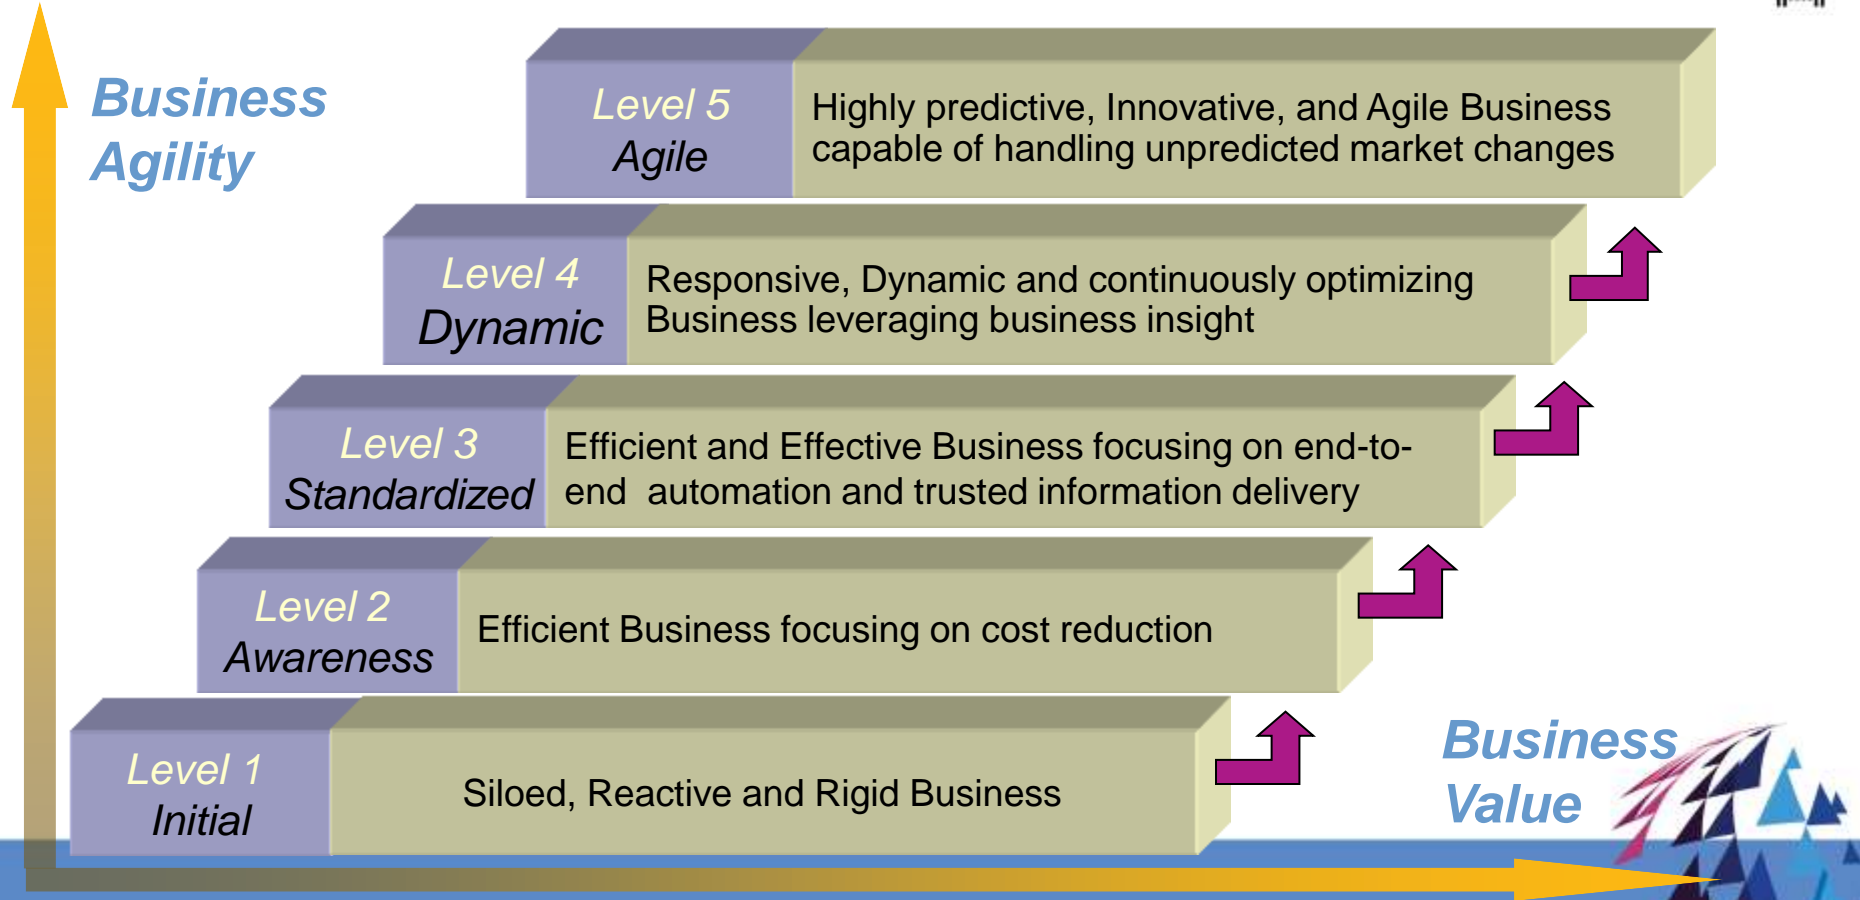 Business
Agility
Level 5
Agile
Highly predictive, Innovative, and Agile Business
capable of handling unpredicted market changes
Level 4
Dynamic
Responsive, Dynamic and continuously optimizing
Business leveraging business insight
Level 3
Standardized
Efficient and Effective Business focusing on end-to-
end  automation and trusted information delivery
Level 2
Awareness
Efficient Business focusing on cost reduction
Level 1
Initial
Siloed, Reactive and Rigid Business
Business
Value